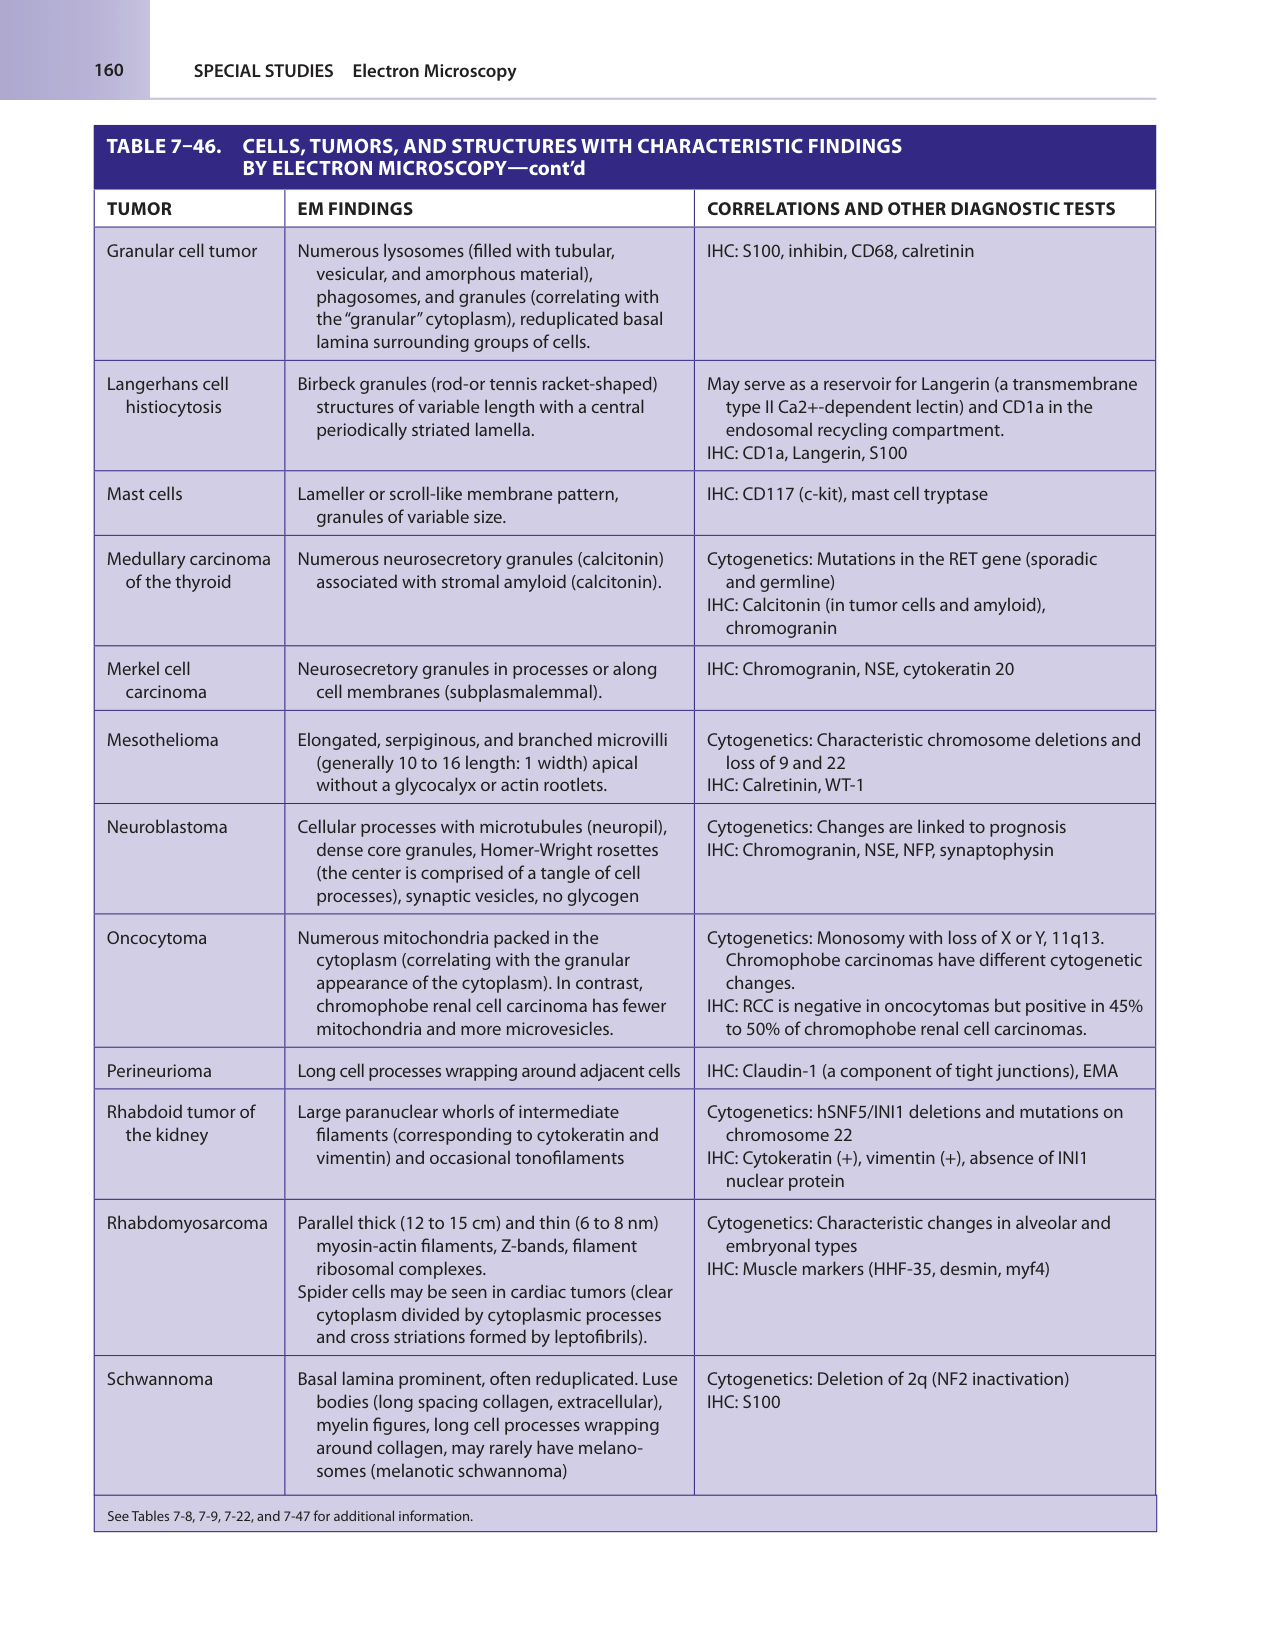 160
SPECIAL STUDIES Electron Microscopy
TABLE 7–46. CELLS, TUMORS, AND STRUCTURES WITH CHARACTERISTIC FINDINGS
BY ELECTRON MICROSCOPY—cont'd
TUMOR
EM FINDINGS
CORRELATIONS AND OTHER DIAGNOSTIC TESTS
Granular cell tumor
Numerous lysosomes (filled with tubular,
vesicular, and amorphous material),
phagosomes, and granules (correlating with
the “granular” cytoplasm), reduplicated basal
lamina surrounding groups of cells.
IHC: S100, inhibin, CD68, calretinin
Langerhans cell
histiocytosis
Birbeck granules (rod-or tennis racket-shaped)
structures of variable length with a central
periodically striated lamella.
May serve as a reservoir for Langerin (a transmembrane
type II Ca2+-dependent lectin) and CD1a in the
endosomal recycling compartment.
IHC: CD1a, Langerin, S100
Mast cells
Lameller or scroll-like membrane pattern,
granules of variable size.
IHC: CD117 (c-kit), mast cell tryptase
Medullary carcinoma
of the thyroid
Numerous neurosecretory granules (calcitonin)
associated with stromal amyloid (calcitonin).
Cytogenetics: Mutations in the RET gene (sporadic
and germline)
IHC: Calcitonin (in tumor cells and amyloid),
chromogranin
Merkel cell
carcinoma
Neurosecretory granules in processes or along
cell membranes (subplasmalemmal).
IHC: Chromogranin, NSE, cytokeratin 20
Mesothelioma
Elongated, serpiginous, and branched microvilli
(generally 10 to 16 length: 1 width) apical
without a glycocalyx or actin rootlets.
Cytogenetics: Characteristic chromosome deletions and
loss of 9 and 22
IHC: Calretinin, WT-1
Neuroblastoma
Cellular processes with microtubules (neuropil),
dense core granules, Homer-Wright rosettes
(the center is comprised of a tangle of cell
processes), synaptic vesicles, no glycogen
Cytogenetics: Changes are linked to prognosis
IHC: Chromogranin, NSE, NFP, synaptophysin
Oncocytoma
Numerous mitochondria packed in the
cytoplasm (correlating with the granular
appearance of the cytoplasm). In contrast,
chromophobe renal cell carcinoma has fewer
mitochondria and more microvesicles.
Cytogenetics: Monosomy with loss of X or Y, 11q13.
Chromophobe carcinomas have different cytogenetic
changes.
IHC: RCC is negative in oncocytomas but positive in 45%
to 50% of chromophobe renal cell carcinomas.
Perineurioma
Long cell processes wrapping around adjacent cells
IHC: Claudin-1 (a component of tight junctions), EMA
Rhabdoid tumor of
the kidney
Large paranuclear whorls of intermediate
filaments (corresponding to cytokeratin and
vimentin) and occasional tonofilaments
Cytogenetics: hSNF5/INI1 deletions and mutations on
chromosome 22
IHC: Cytokeratin (+), vimentin (+), absence of INI1
nuclear protein
Rhabdomyosarcoma
Parallel thick (12 to 15 cm) and thin (6 to 8 nm)
myosin-actin filaments, Z-bands, filament
ribosomal complexes.
Spider cells may be seen in cardiac tumors (clear
cytoplasm divided by cytoplasmic processes
and cross striations formed by leptofibrils).
Cytogenetics: Characteristic changes in alveolar and
embryonal types
IHC: Muscle markers (HHF-35, desmin, myf4)
Schwannoma
Basal lamina prominent, often reduplicated. Luse
bodies (long spacing collagen, extracellular),
myelin figures, long cell processes wrapping
around collagen, may rarely have melano-
somes (melanotic schwannoma)
Cytogenetics: Deletion of 2q (NF2 inactivation)
IHC: S100
See Tables 7-8, 7-9, 7-22, and 7-47 for additional information.